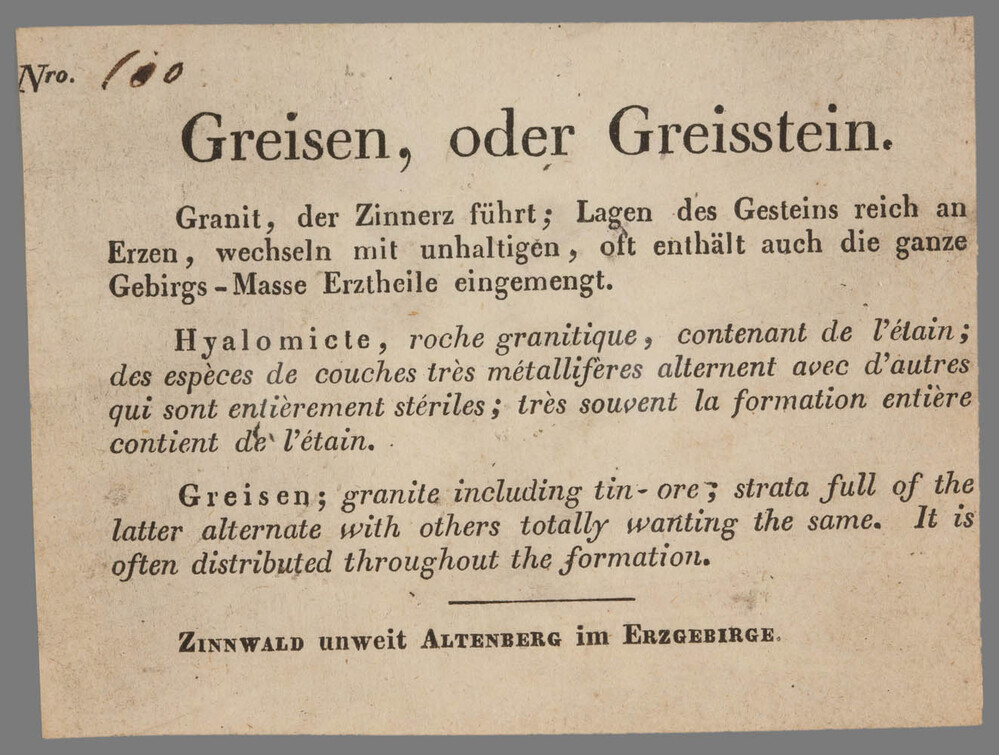 Nro. 100
Greisen, oder Greisstein.
Granit, der Zinnerz führt; Lagen des Gesteins reich an
Erzen, wechseln mit unhaltigen, oft enthält auch die ganze
Gebirgs-Masse Erztheile eingemengt.
Hyalomicte, roche granitique, contenant de l'étain;
des espèces de couches très métallifères alternent avec d'autres
qui sont entièrement stériles; très souvent la formation entière
contient de l'étain.
Greisen; granite including tin-ore; strata full of the
latter alternate with others totally wanting the same. It is
often distributed throughout the formation.
ZINNWALD unweit ALTENBERG im ERZGEBIRGE.